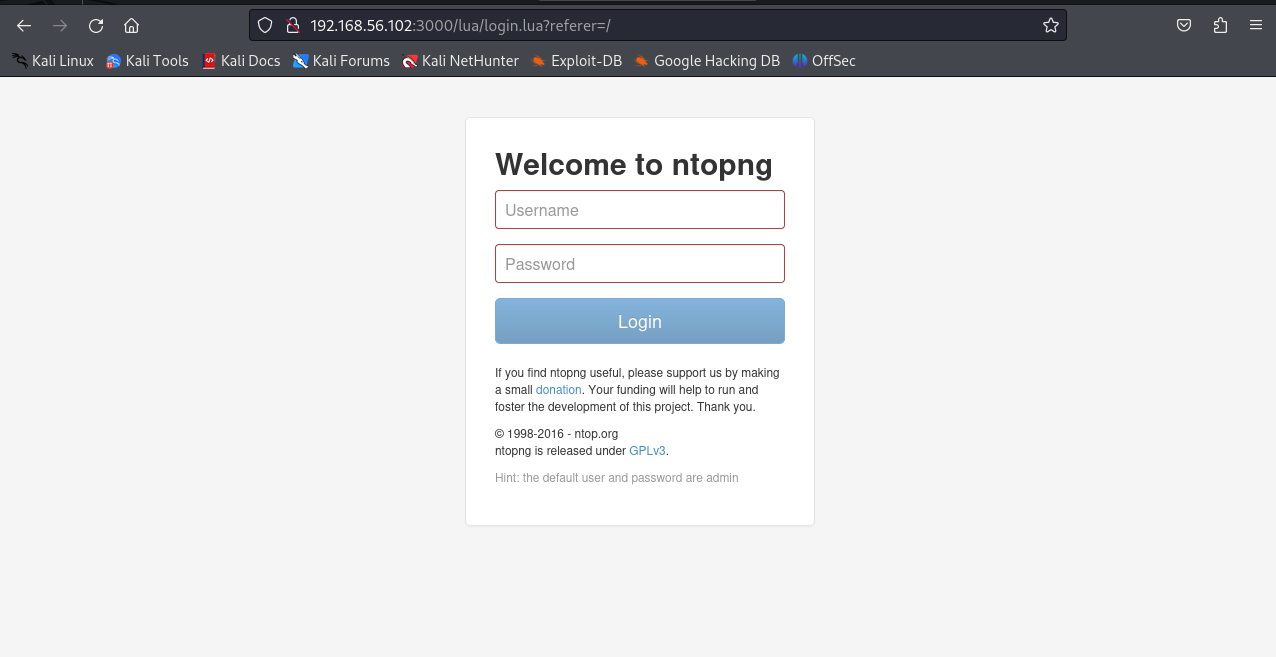 192.168.56.102:3000/lua/login.lua?referer=/
Kali Linux Kali Tools Kali Docs Kali Forums Kali NetHunter Exploit-DB Google Hacking DB OffSec
Welcome to ntopng
Username
Password
Login
If you find ntopng useful, please support us by making
a small donation. Your funding will help to run and
foster the development of this project. Thank you.
© 1998-2016 - ntop.org
ntopng is released under GPLv3.
Hint: the default user and password are admin